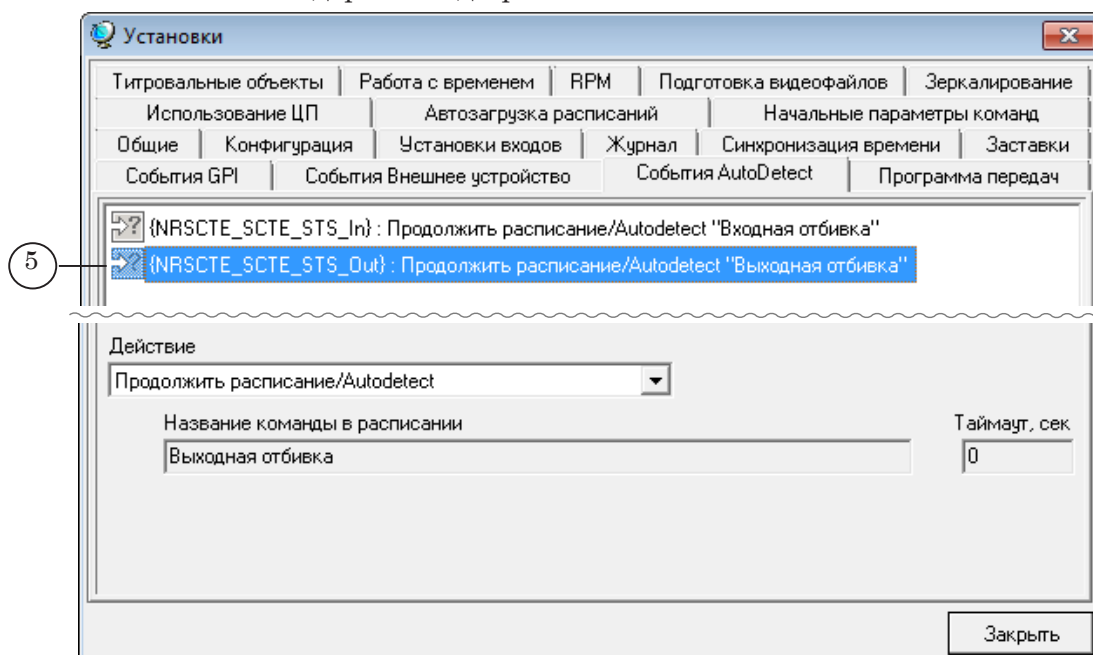 Установки
Титровальные объекты Работа с временем RPM Подготовка видеофайлов Зеркалирование
Использование ЦП Автозагрузка расписаний Начальные параметры команд
Общие Конфигурация Установки входов Журнал Синхронизация времени Заставки
События GPI События Внешнее устройство События AutoDetect Программа передач
{NRSCTE_SCTE_STS_In} : Продолжить расписание/Autodetect "Входная отбивка"
5 {NRSCTE_SCTE_STS_Out} : Продолжить расписание/Autodetect "Выходная отбивка"
Действие
Продолжить расписание/Autodetect
Название команды в расписании Таймаут, сек
Выходная отбивка 0
Закрыть